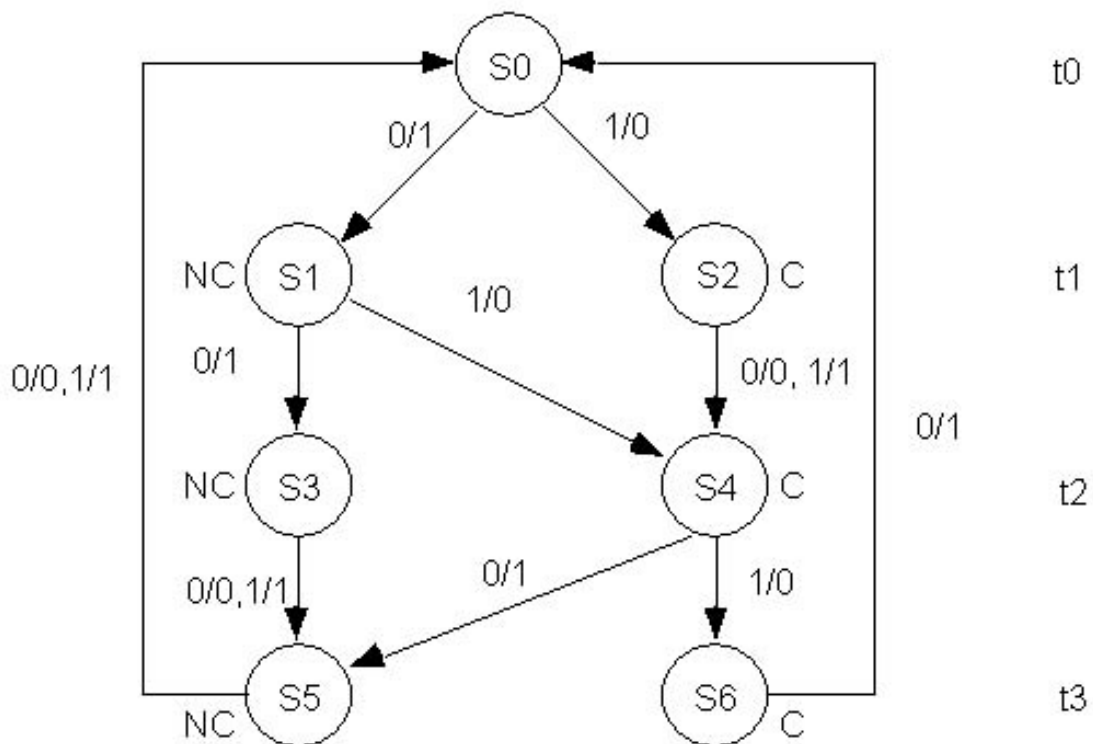 S0
t0
0/1
1/0
NC
S1
S2
C
t1
1/0
0/1
0/0,1/1
0/0, 1/1
0/1
NC
S3
S4
C
t2
0/0,1/1
0/1
1/0
S5
NC
S6
C
t3